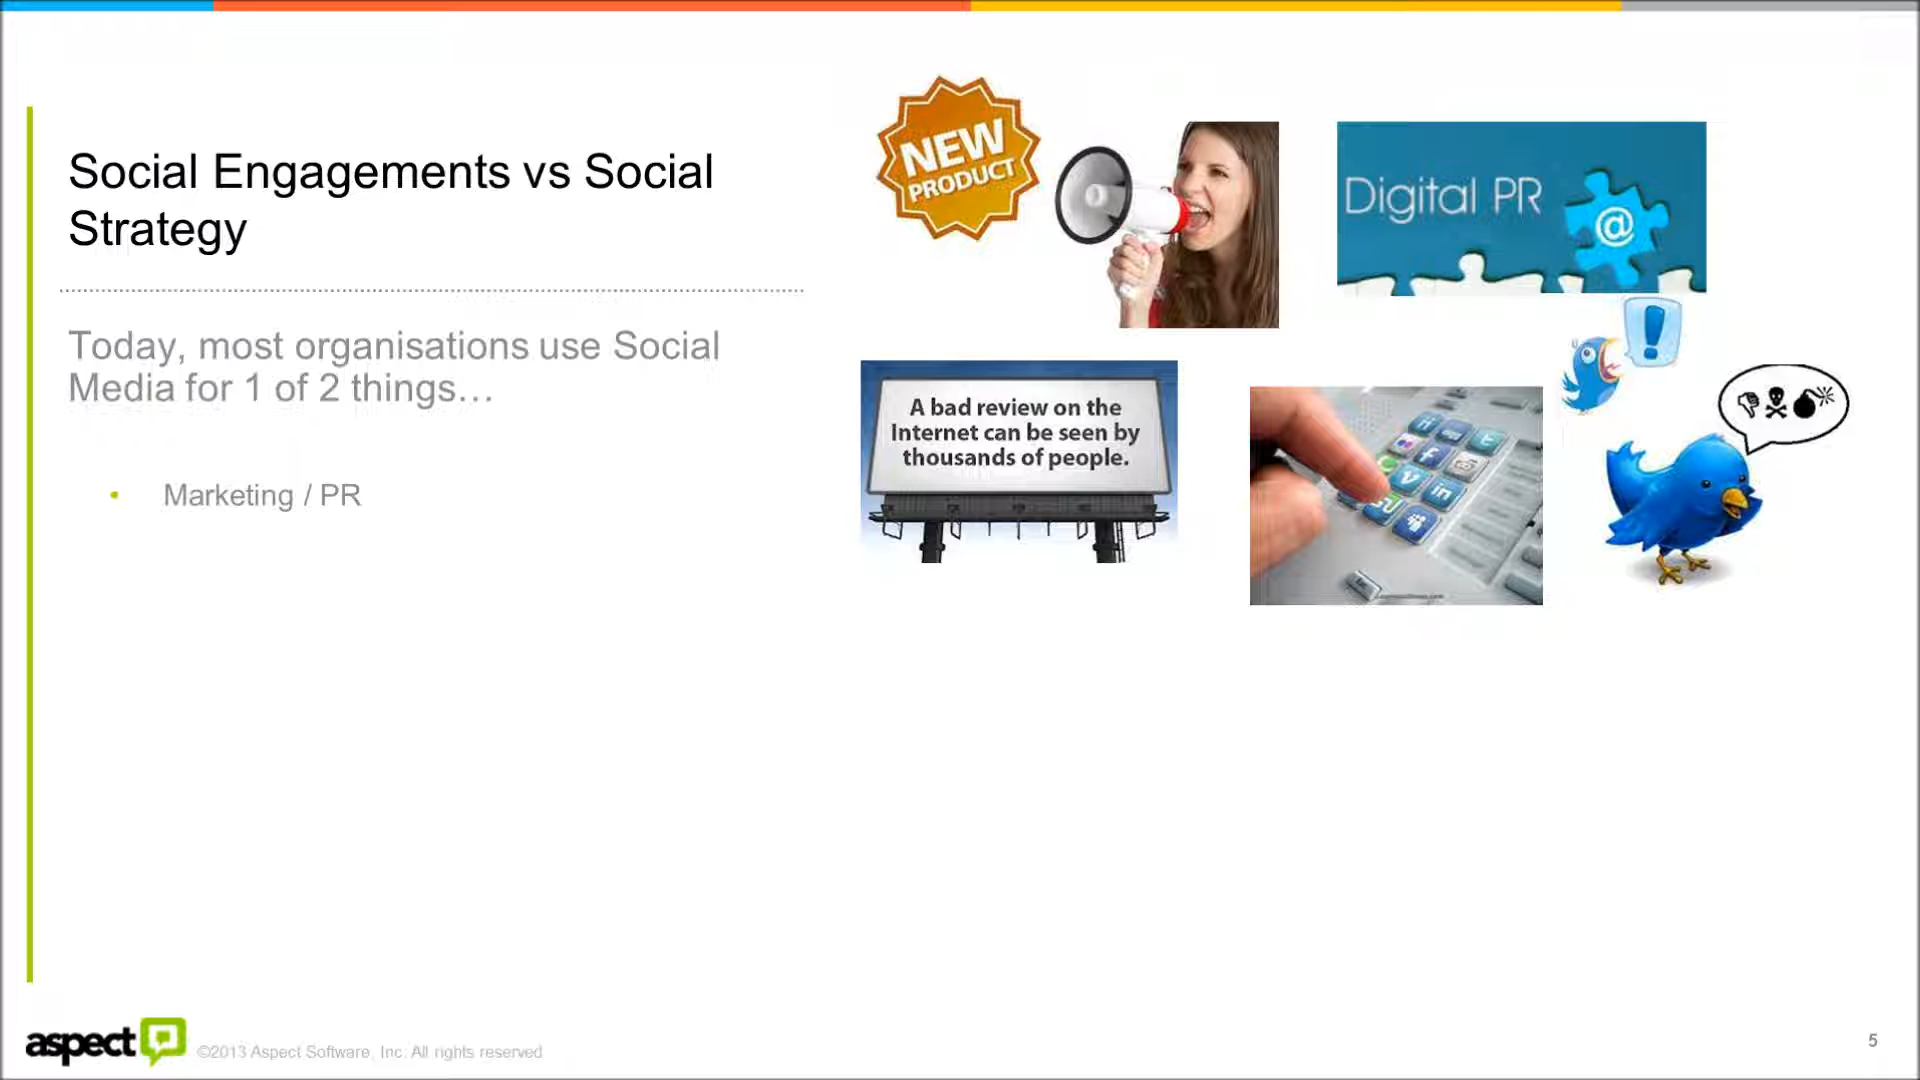 Social Engagements vs Social
Strategy
Today, most organisations use Social
Media for 1 of 2 things…
• Marketing / PR
NEW
PRODUCT
Digital PR
@
A bad review on the
Internet can be seen by
thousands of people.
aspect
©2013 Aspect Software, Inc. All rights reserved
5